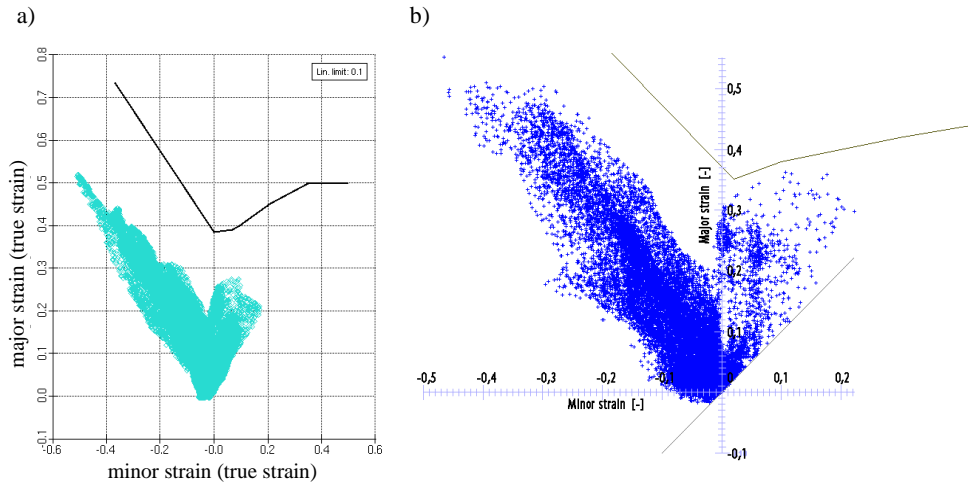 a)
0.8
0.7
0.6
0.5
0.4
0.3
0.2
0.1
0.0
-0.1
major strain (true strain)
Lin. limit: 0.1
-0.6 -0.4 -0.2 -0.0 0.2 0.4 0.6
minor strain (true strain)
b)
0,5
0,4
0,3
0,2
0,1
Major strain [-]
-0,5 -0,4 -0,3 -0,2 -0,1 0 0,1 0,2
Minor strain [-]
-0,1